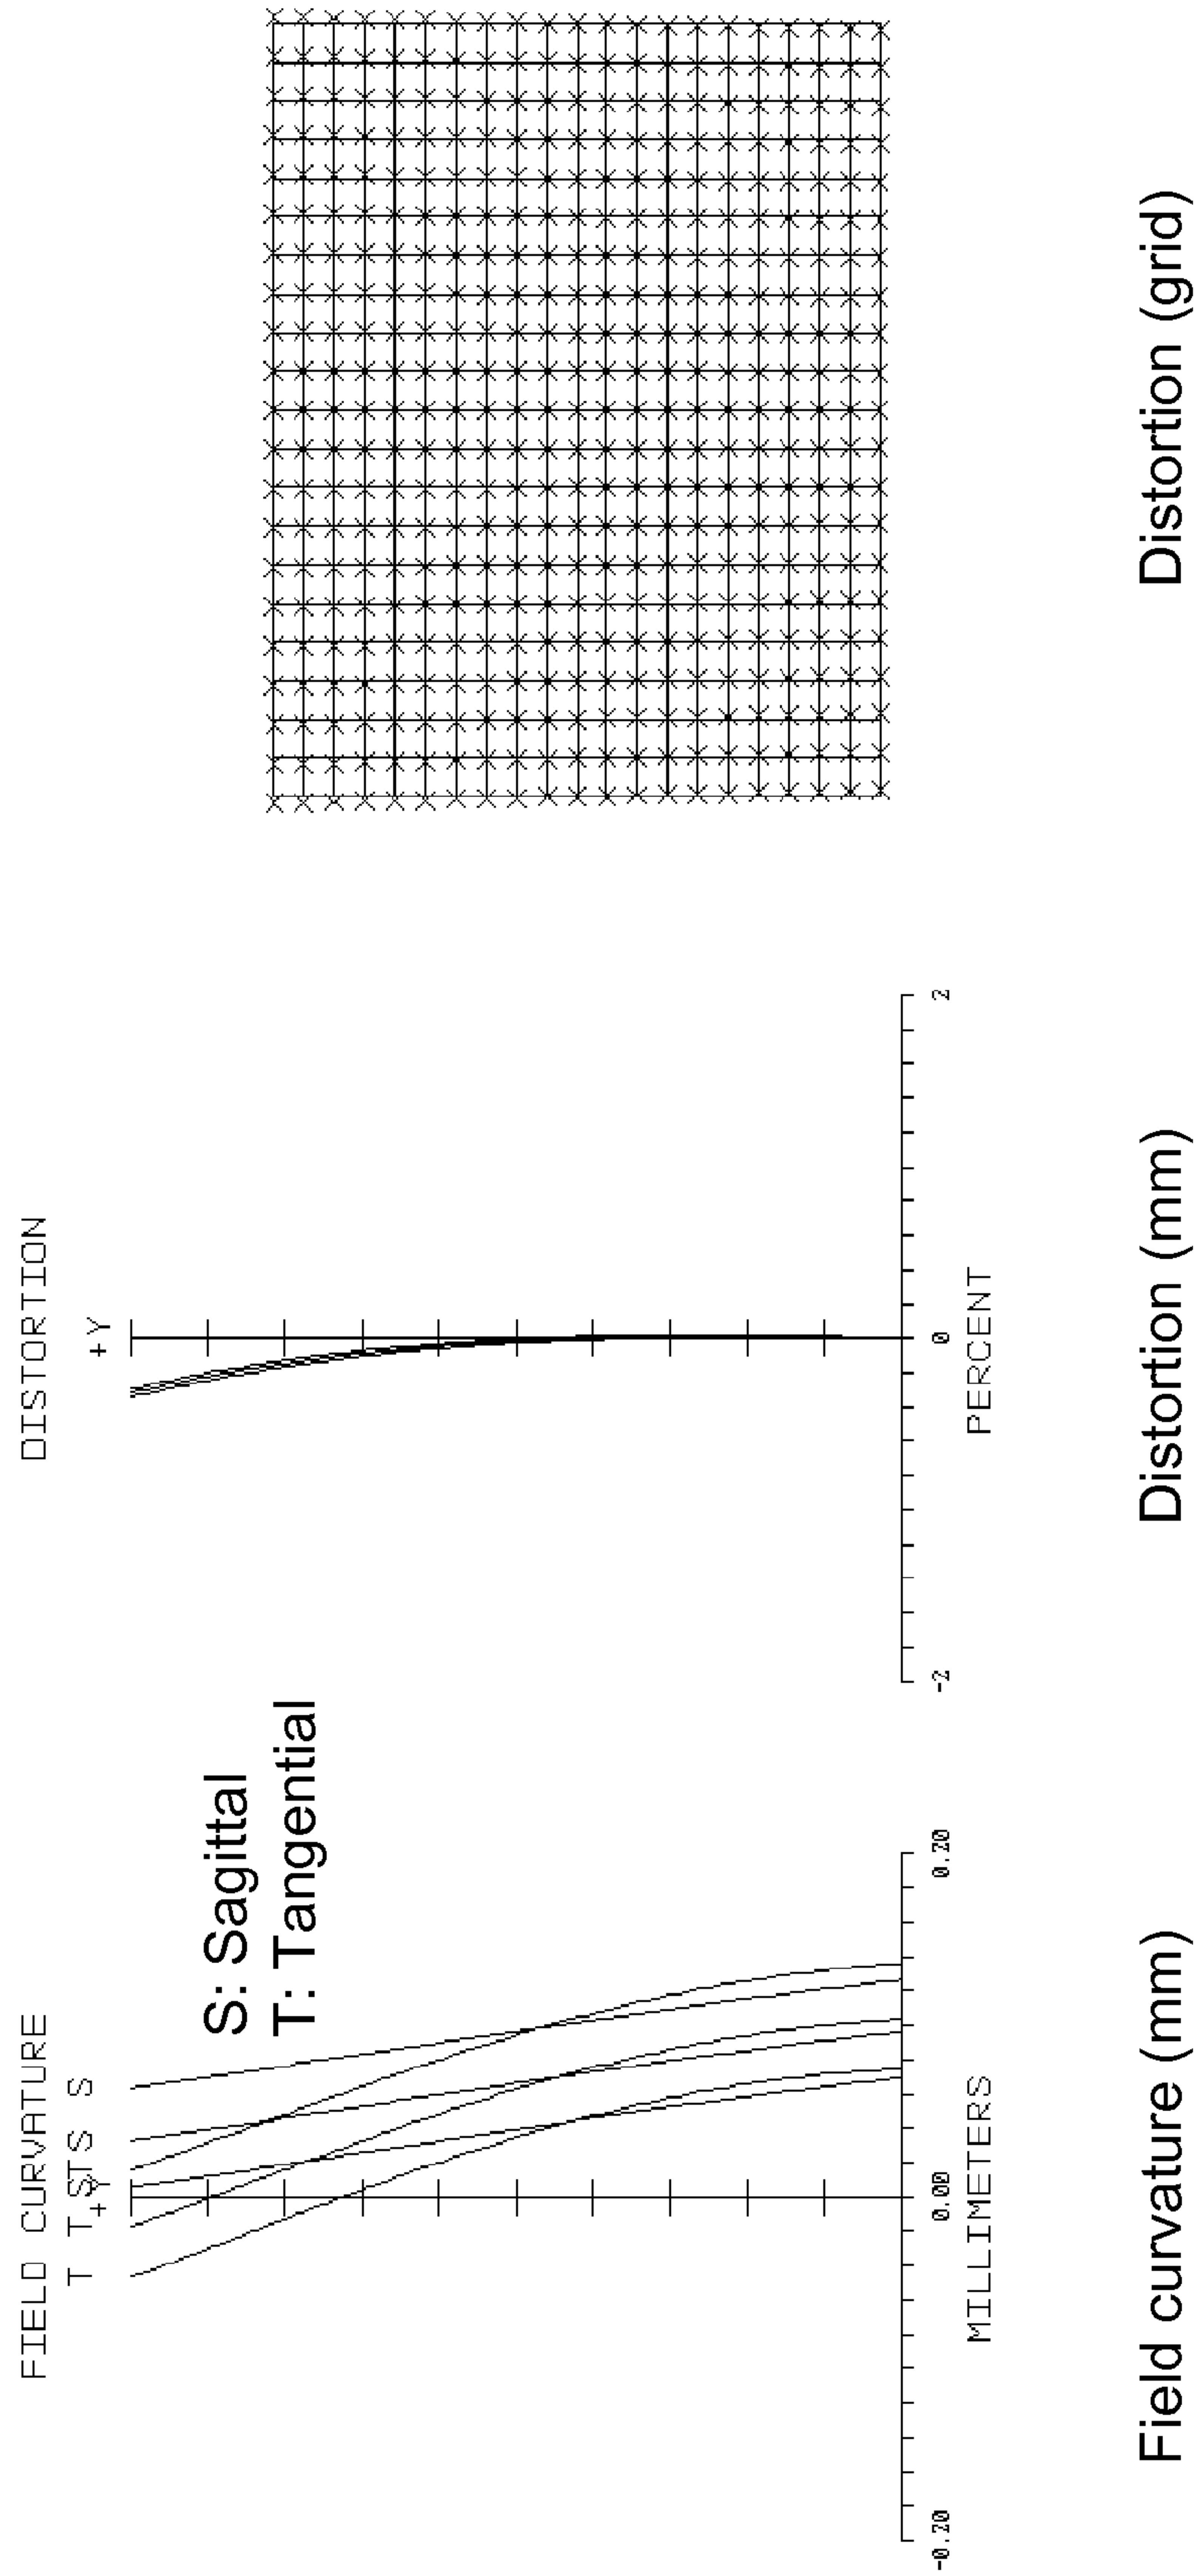 FIELD CURVATURE
T T S T S S
+Y
S: Sagittal
T: Tangential
-0.20 0.00 0.20
MILLIMETERS
Field curvature (mm)
DISTORTION
+Y
-2 0 2
PERCENT
Distortion (mm)
Distortion (grid)